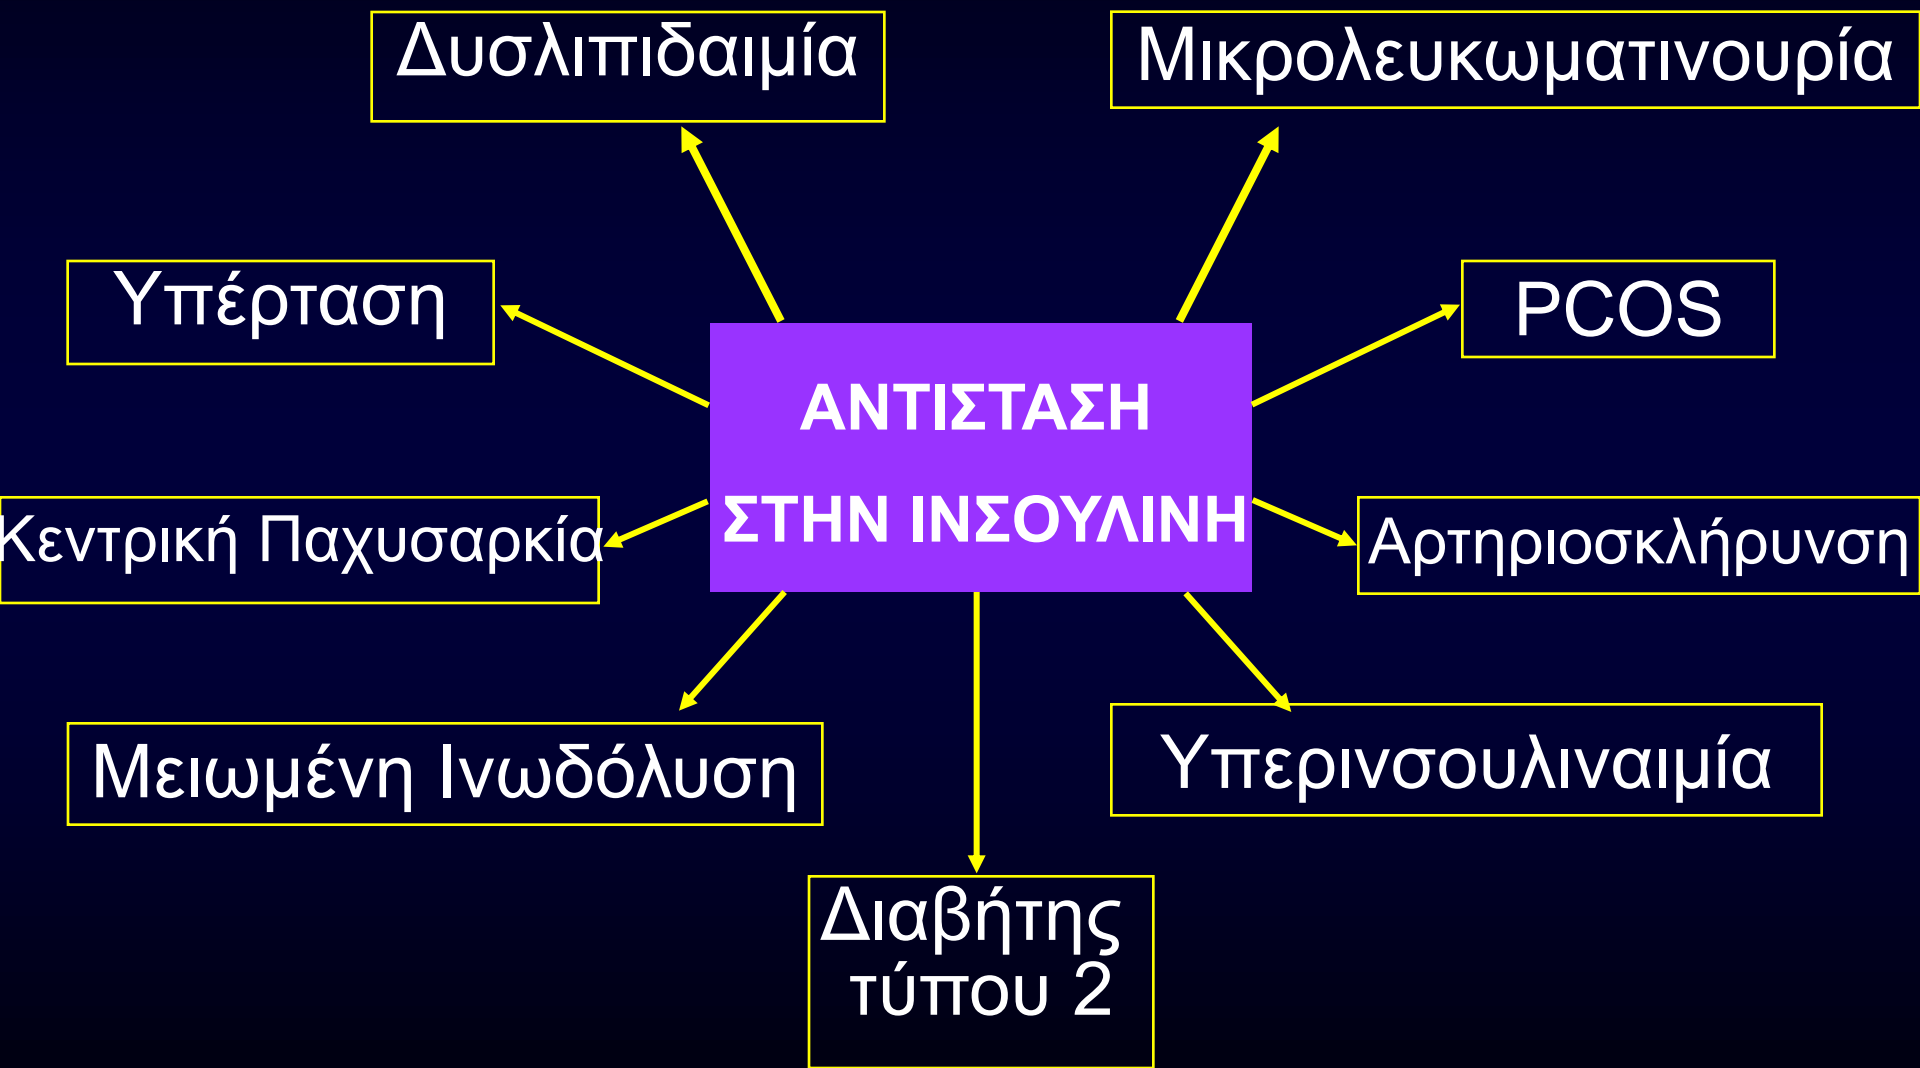 Δυσλιπιδαιμία
Μικρολευκωματινουρία
Υπέρταση
PCOS
ΑΝΤΙΣΤΑΣΗ
ΣΤΗΝ ΙΝΣΟΥΛΙΝΗ
Κεντρική Παχυσαρκία
Αρτηριοσκλήρυνση
Μειωμένη Ινωδόλυση
Υπερινσουλιναιμία
Διαβήτης
τύπου 2